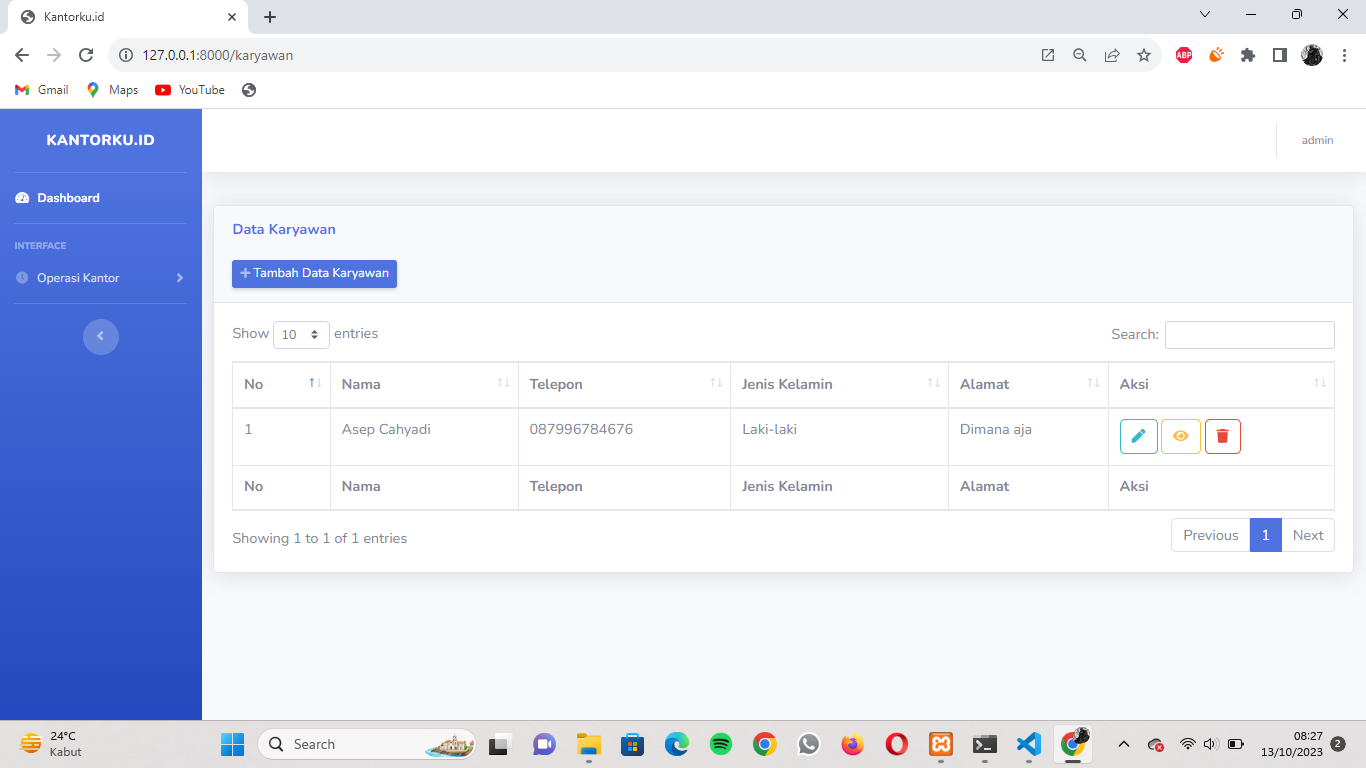 Kantorku.id
127.0.0.1:8000/karyawan
ABP
Gmail Maps YouTube
KANTORKU.ID
admin
Dashboard
INTERFACE
Operasi Kantor
Data Karyawan
Tambah Data Karyawan
Show 10 entries
Search:
No Nama Telepon Jenis Kelamin Alamat Aksi
1 Asep Cahyadi 087996784676 Laki-laki Dimana aja
No Nama Telepon Jenis Kelamin Alamat Aksi
Showing 1 to 1 of 1 entries
Previous 1 Next
24°C
Kabut
Search
08:27
13/10/2023
2